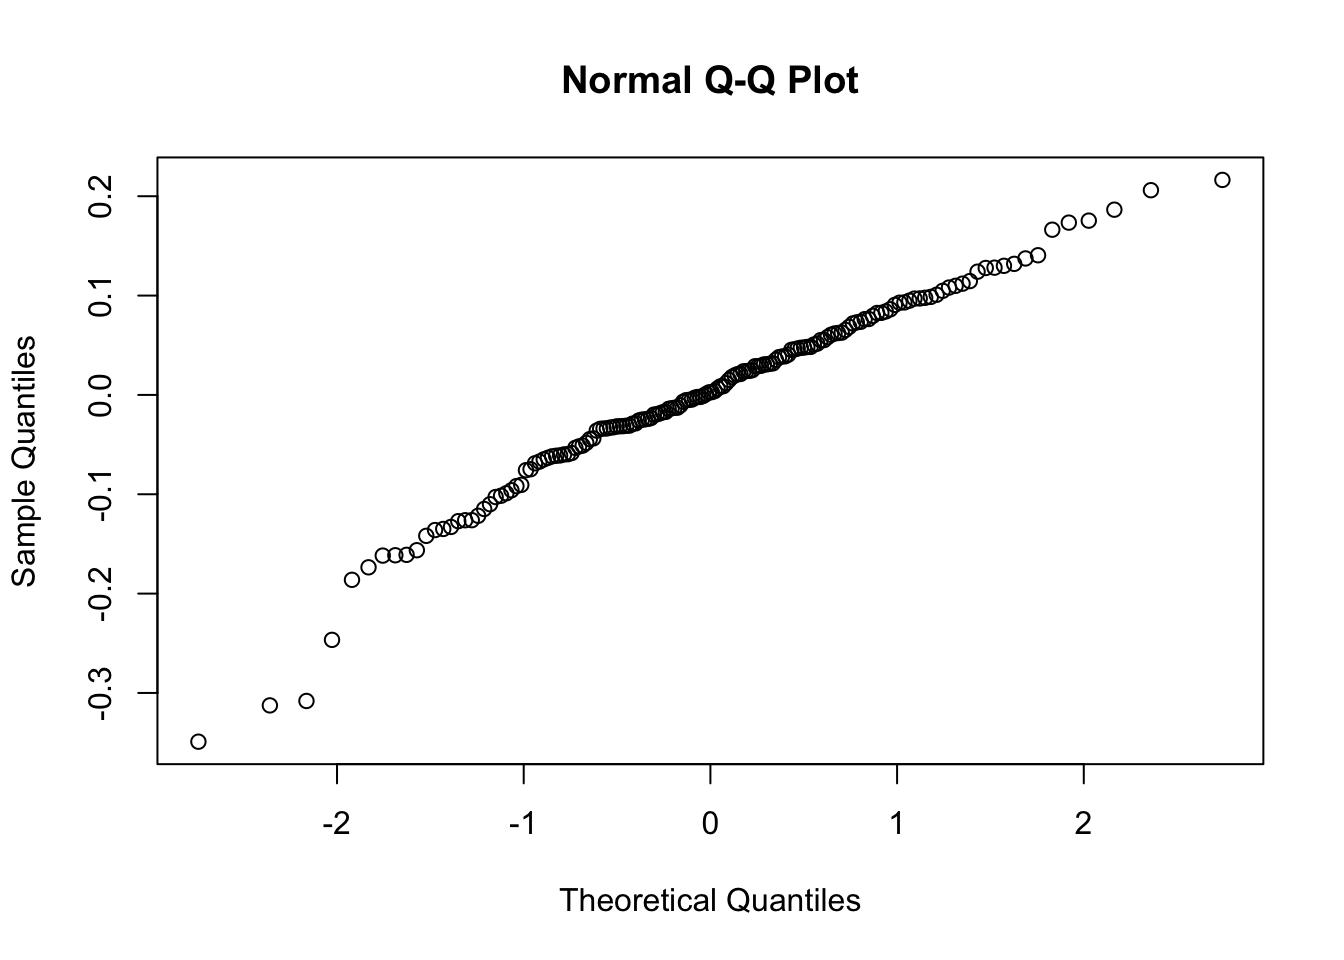 Normal Q-Q Plot
Sample Quantiles
0.2
0.1
0.0
-0.1
-0.2
-0.3
-2 -1 0 1 2
Theoretical Quantiles